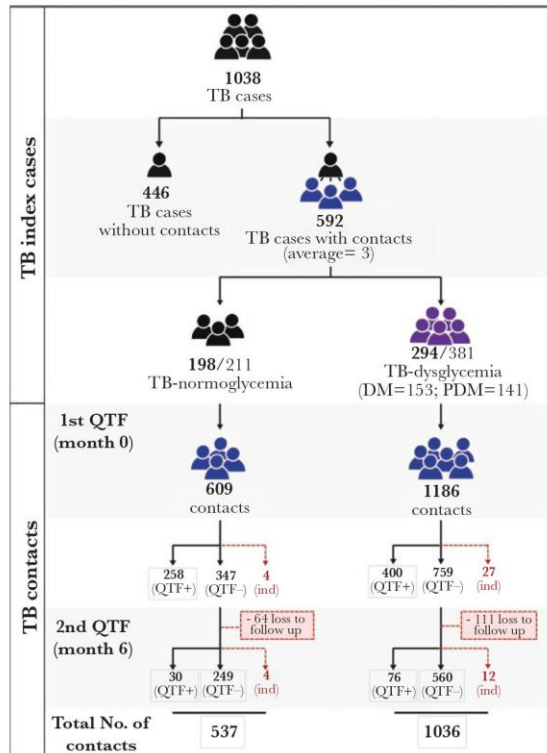 1038
TB cases
446
TB cases
without contacts
592
TB cases with contacts
(average= 3)
TB index cases
198/211
TB-normoglycemia
294/381
TB-dysglycemia
(DM=153; PDM=141)
TB contacts
1st QTF
(month 0)
609
contacts
1186
contacts
258
(QTF+)
347
(QTF–)
4
(ind)
400
(QTF+)
759
(QTF–)
27
(ind)
2nd QTF
(month 6)
- 64 loss to
follow up
- 111 loss to
follow up
30
(QTF+)
249
(QTF–)
4
(ind)
76
(QTF+)
560
(QTF–)
12
(ind)
Total No. of
contacts
537
1036